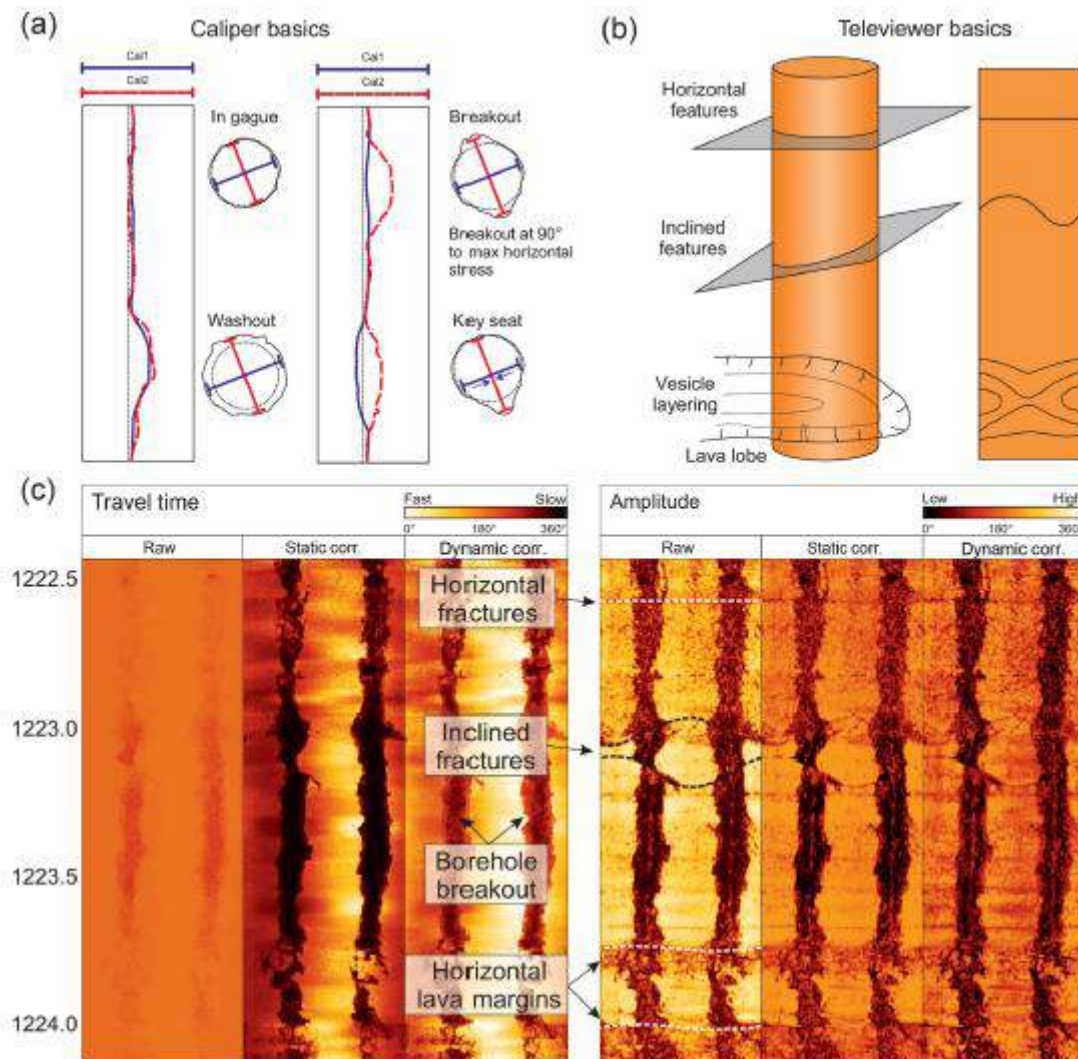 (a)
Caliper basics
Cal1
Cal2
Cal1
Cal2
In gague
Breakout
Breakout at 90°
to max horizontal
stress
Washout
Key seat
(b)
Televiewer basics
Horizontal
features
Inclined
features
Vesicle
layering
Lava lobe
(c)
Travel time
Fast
Slow
0°
180°
360°
Raw
Static corr.
Dynamic corr.
Amplitude
Low
High
0°
180°
360°
Raw
Static corr.
Dynamic corr.
1222.5
1223.0
1223.5
1224.0
Horizontal
fractures
Inclined
fractures
Borehole
breakout
Horizontal
lava margins